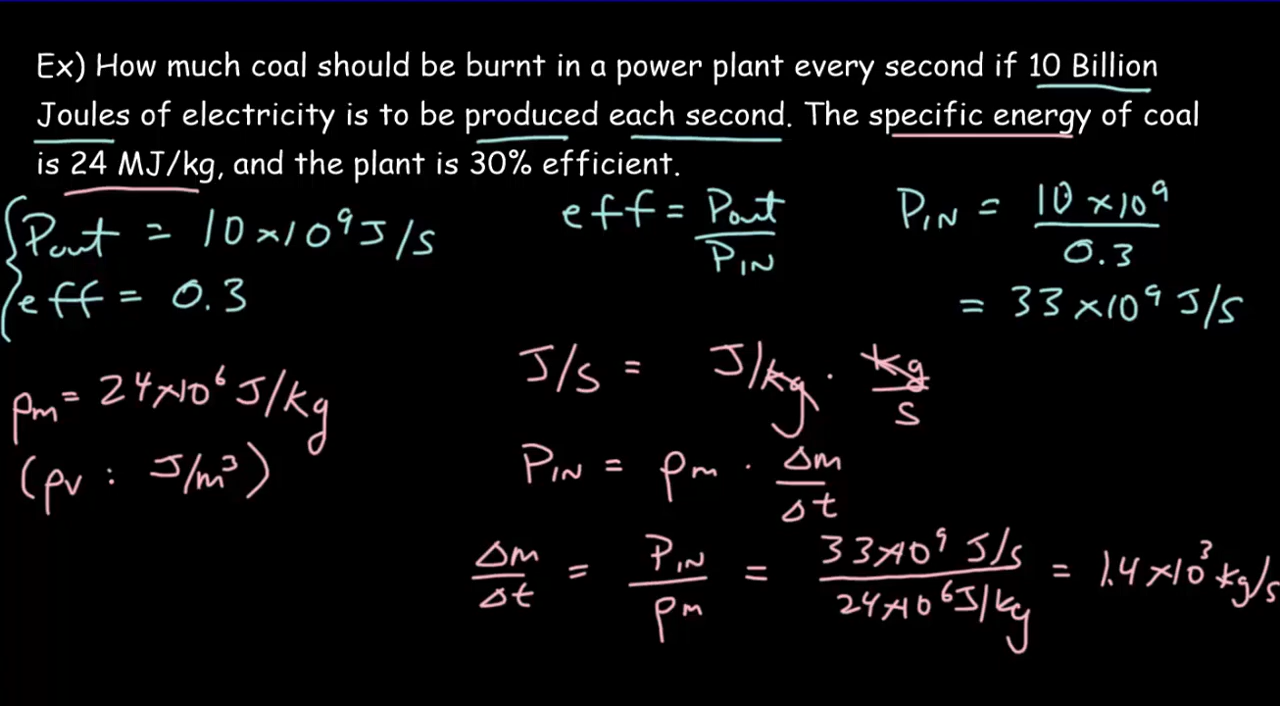 Ex) How much coal should be burnt in a power plant every second if 10 Billion
Joules of electricity is to be produced each second. The specific energy of coal
is 24 MJ/kg, and the plant is 30% efficient.
Pout = 10×10⁹ J/s
eff = 0.3
eff = Pout / PIN
PIN = 10×10⁹ / 0.3
= 33×10⁹ J/s
ρm = 24×10⁶ J/kg
(ρv : J/m³)
J/s = J/kg · kg/s
PIN = ρm · Δm/Δt
Δm/Δt = PIN/ρm = 33×10⁹ J/s / 24×10⁶ J/kg = 1.4×10³ kg/s